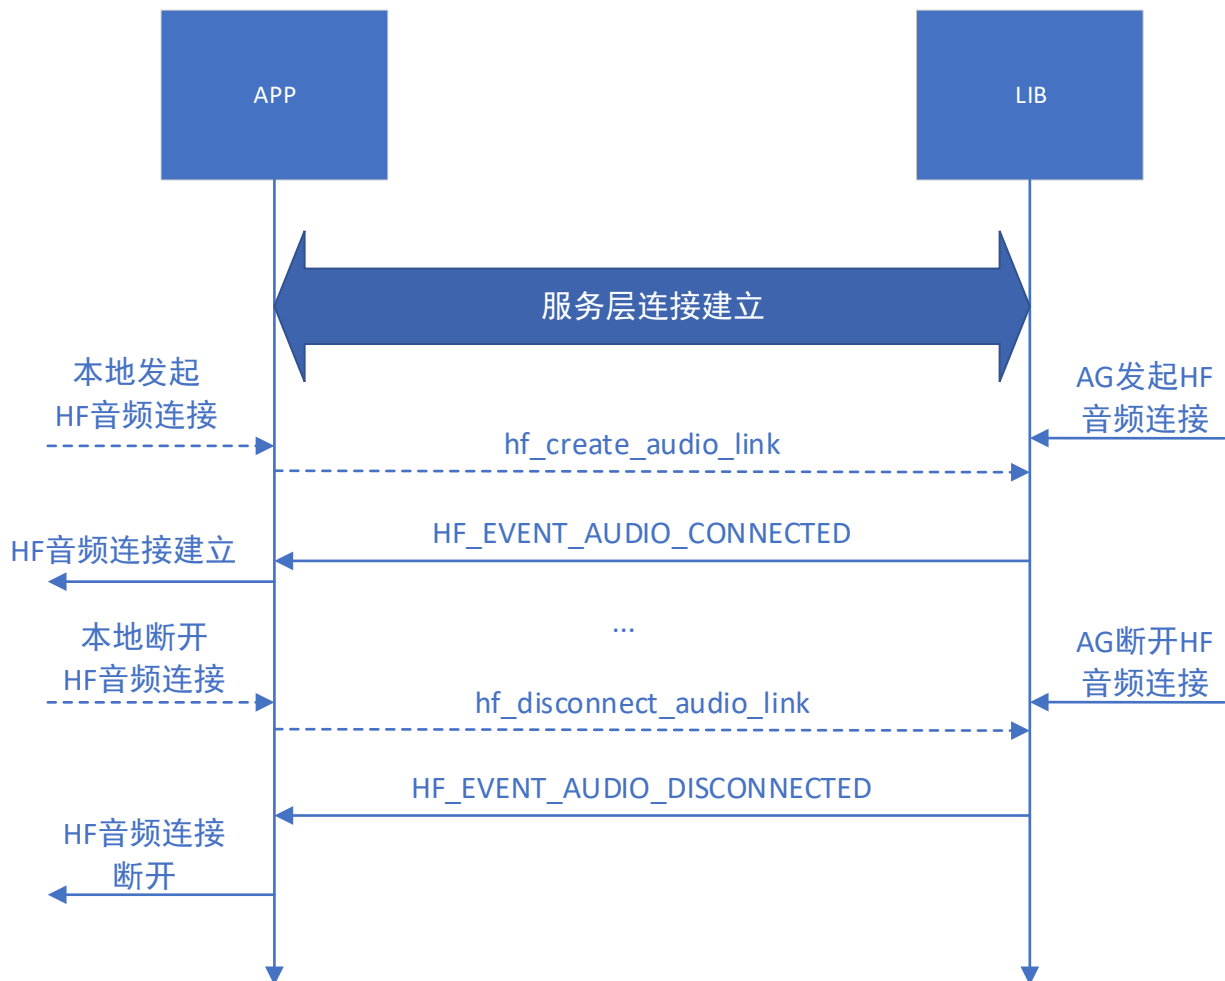 APP
LIB
服务层连接建立
本地发起
HF音频连接
AG发起HF
音频连接
hf_create_audio_link
HF_EVENT_AUDIO_CONNECTED
HF音频连接建立
...
本地断开
HF音频连接
AG断开HF
音频连接
hf_disconnect_audio_link
HF_EVENT_AUDIO_DISCONNECTED
HF音频连接
断开